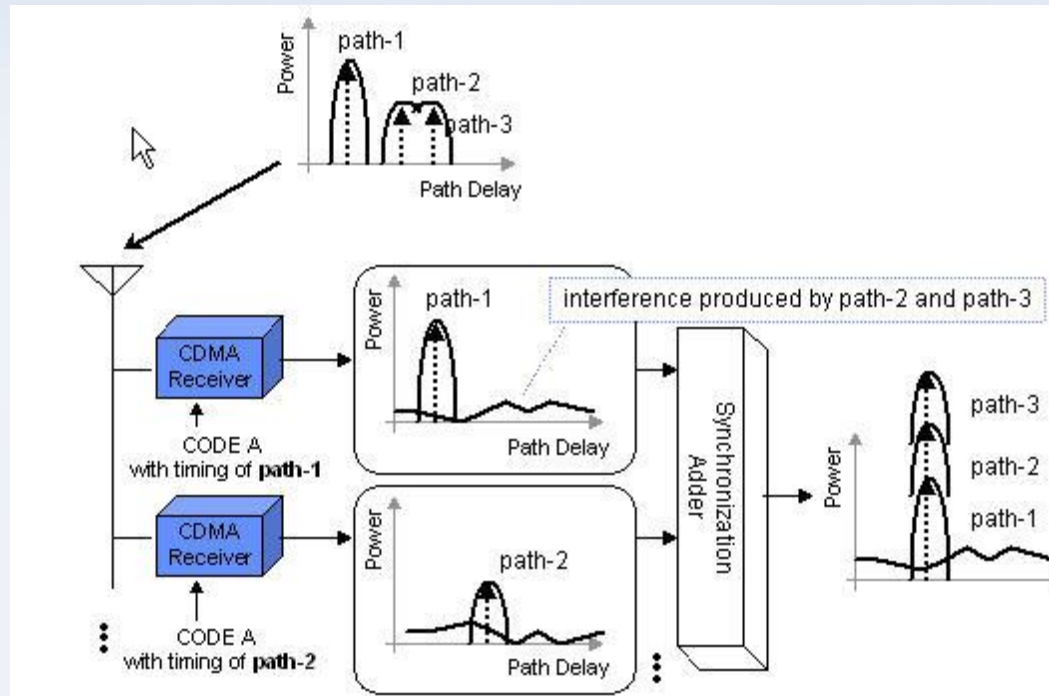 Power
path-1
path-2
path-3
Path Delay
CDMA
Receiver
CODE A
with timing of path-1
Power
path-1
Path Delay
interference produced by path-2 and path-3
CDMA
Receiver
CODE A
with timing of path-2
Power
path-2
Path Delay
Synchronization
Adder
Power
path-3
path-2
path-1